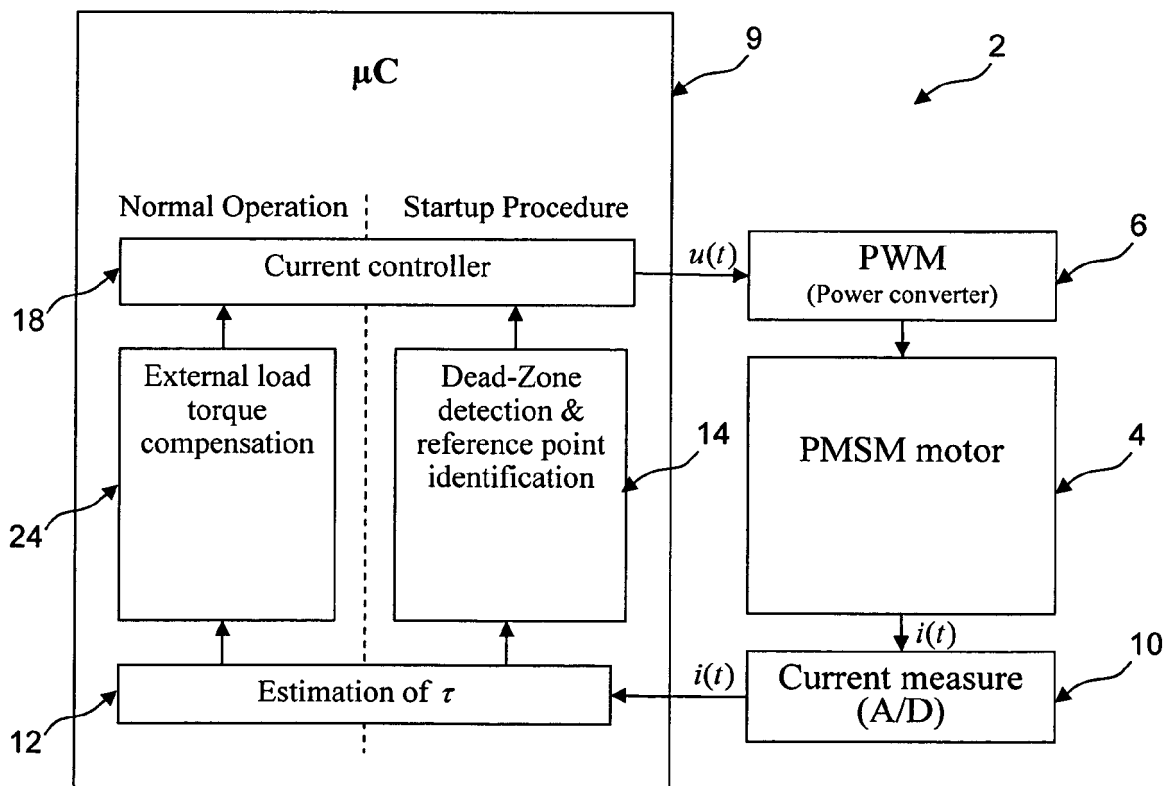 9
2
μC
Normal Operation
Startup Procedure
6
Current controller
u(t)
PWM
(Power converter)
18
External load
torque
compensation
Dead-Zone
detection &
reference point
identification
14
PMSM motor
4
24
i(t)
10
12
Estimation of τ
i(t)
Current measure
(A/D)